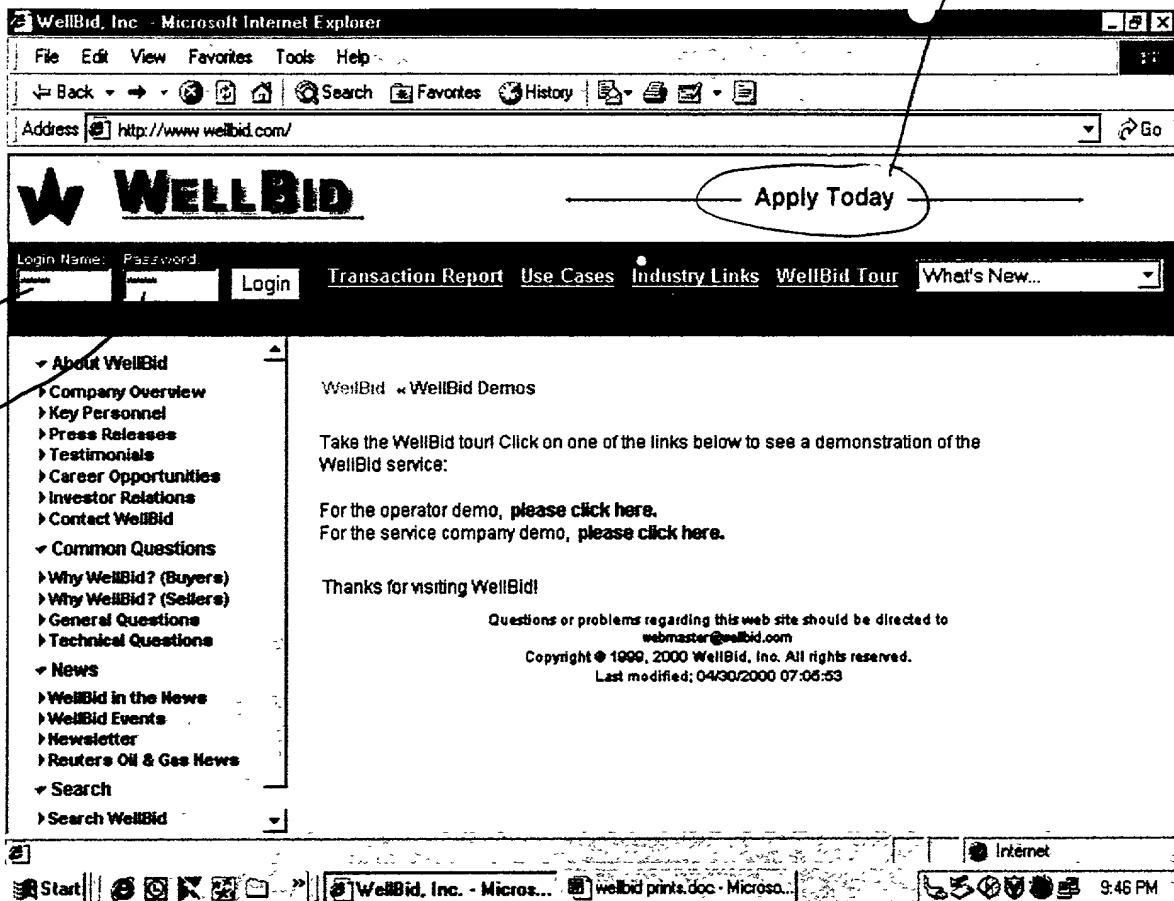 WellBid, Inc - Microsoft Internet Explorer
File Edit View Favorites Tools Help
Back Search Favorites History
Address http://www wellbid.com/ Go
WELLBID
Apply Today
Login Name: Password:
Login Transaction Report Use Cases Industry Links WellBid Tour What's New...
About WellBid
Company Overview
Key Personnel
Press Releases
Testimonials
Career Opportunities
Investor Relations
Contact WellBid
Common Questions
Why WellBid? (Buyers)
Why WellBid? (Sellers)
General Questions
Technical Questions
News
WellBid in the News
WellBid Events
Newsletter
Reuters Oil & Gas News
Search
Search WellBid
WellBid « WellBid Demos
Take the WellBid tour! Click on one of the links below to see a demonstration of the
WellBid service:
For the operator demo, please click here.
For the service company demo, please click here.
Thanks for visiting WellBid!
Questions or problems regarding this web site should be directed to
webmaster@wellbid.com
Copyright © 1999, 2000 WellBid, Inc. All rights reserved.
Last modified; 04/30/2000 07:05:53
Internet
Start WellBid, Inc. - Micros... wellbid prints.doc - Microso... 9:46 PM